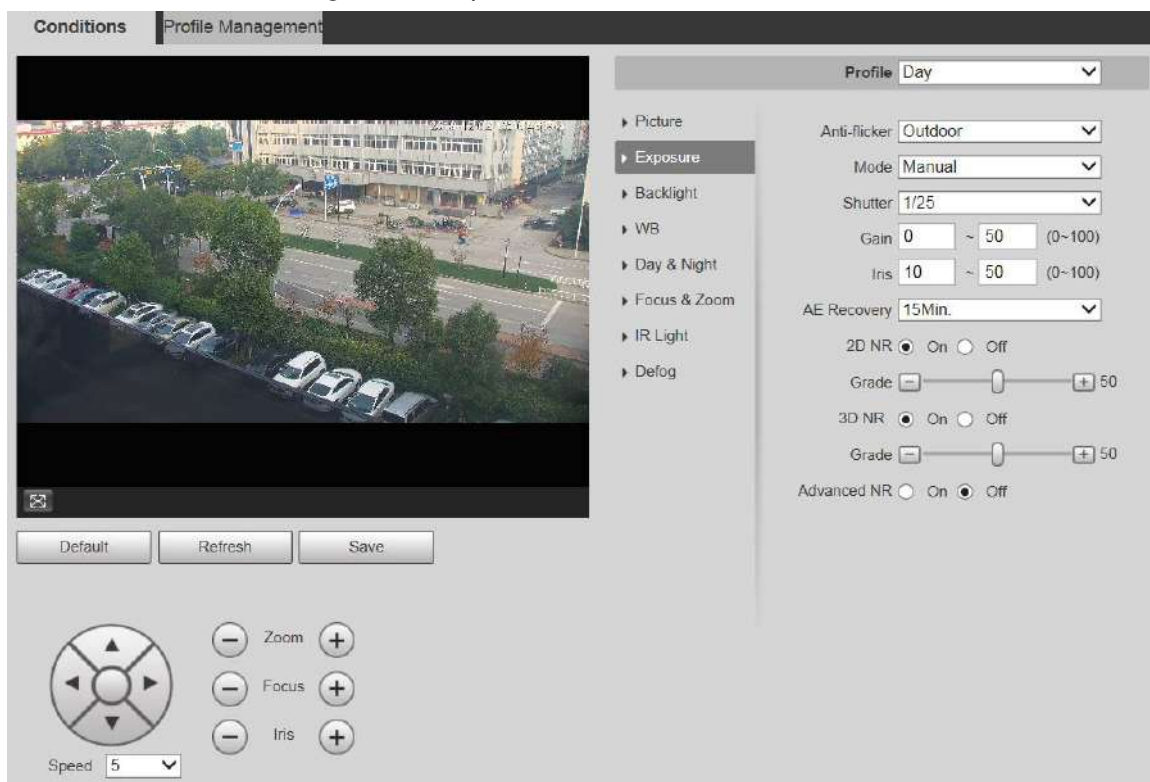 Conditions Profile Management
Profile Day
Picture
Exposure
Backlight
WB
Day & Night
Focus & Zoom
IR Light
Defog
Anti-flicker Outdoor
Mode Manual
Shutter 1/25
Gain 0 ~ 50 (0~100)
Iris 10 ~ 50 (0~100)
AE Recovery 15Min.
2D NR On Off
Grade 50
3D NR On Off
Grade 50
Advanced NR On Off
Default Refresh Save
Zoom
Focus
Iris
Speed 5